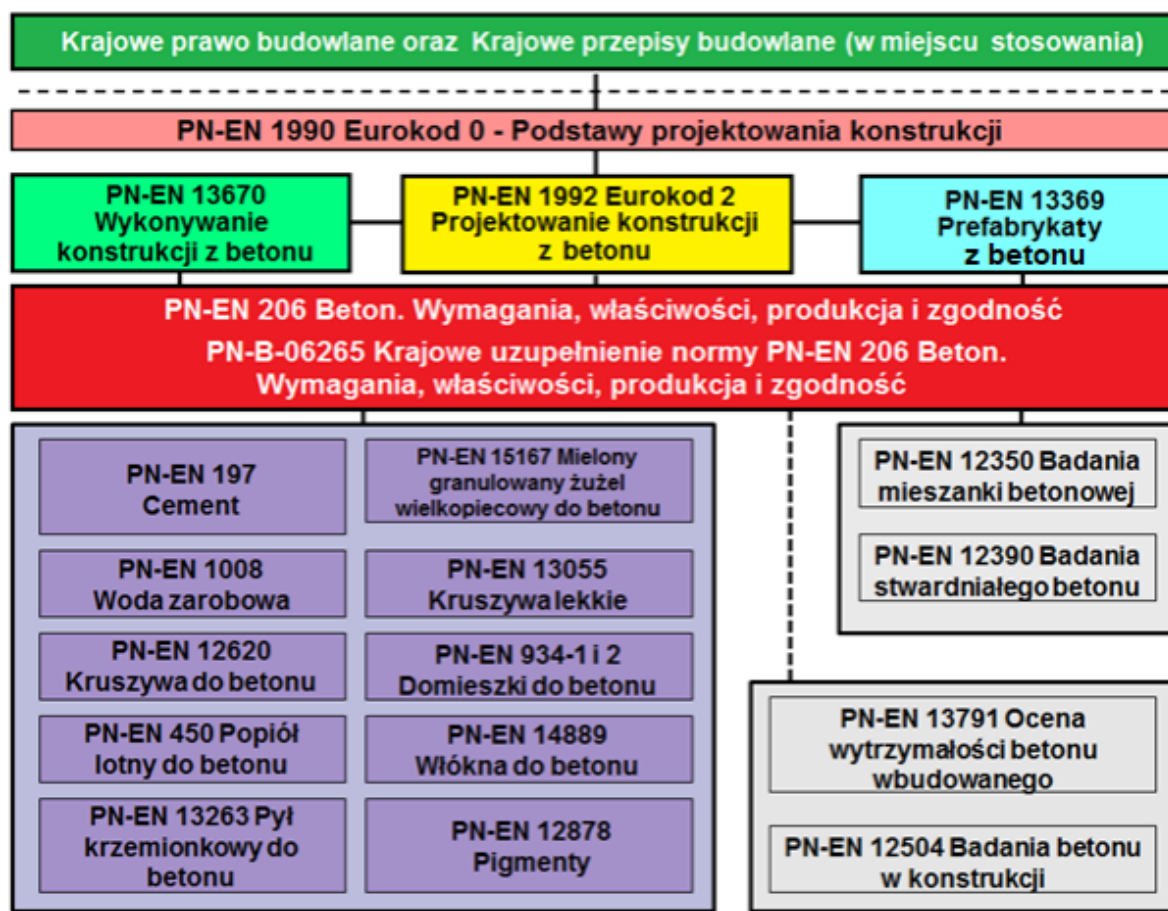 Krajowe prawo budowlane oraz Krajowe przepisy budowlane (w miejscu stosowania)
PN-EN 1990 Eurokod 0 - Podstawy projektowania konstrukcji
PN-EN 13670
Wykonywanie
konstrukcji z betonu
PN-EN 1992 Eurokod 2
Projektowanie konstrukcji
z betonu
PN-EN 13369
Prefabrykaty
z betonu
PN-EN 206 Beton. Wymagania, właściwości, produkcja i zgodność
PN-B-06265 Krajowe uzupełnienie normy PN-EN 206 Beton.
Wymagania, właściwości, produkcja i zgodność
PN-EN 197
Cement
PN-EN 15167 Mielony
granulowany żużel
wielkopiecowy do betonu
PN-EN 1008
Woda zarobowa
PN-EN 13055
Kruszywa lekkie
PN-EN 12620
Kruszywa do betonu
PN-EN 934-1 i 2
Domieszki do betonu
PN-EN 450 Popiół
lotny do betonu
PN-EN 14889
Włókna do betonu
PN-EN 13263 Pył
krzemionkowy do
betonu
PN-EN 12878
Pigmenty
PN-EN 12350 Badania
mieszanki betonowej
PN-EN 12390 Badania
stwardniałego betonu
PN-EN 13791 Ocena
wytrzymałości betonu
wbudowanego
PN-EN 12504 Badania betonu
w konstrukcji